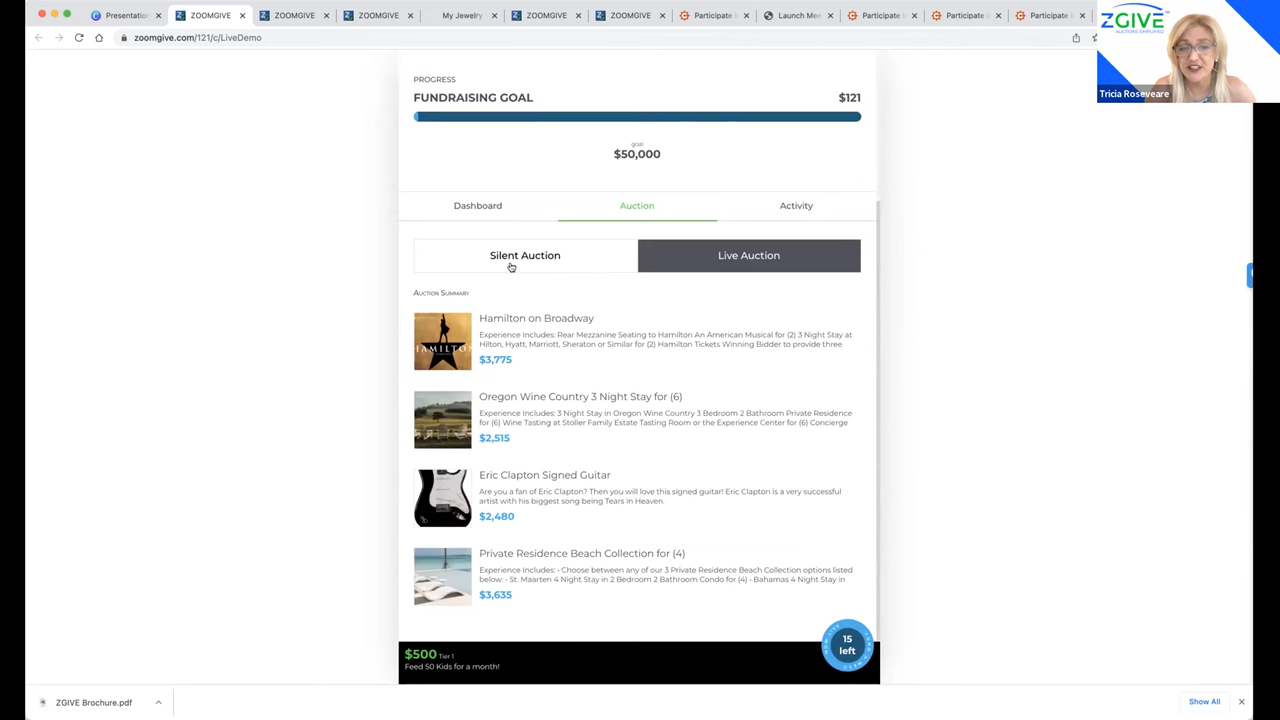 Presentation
ZOOMGIVE
ZOOMGIVE
ZOOMGIVE
My Jewelry
ZOOMGIVE
ZOOMGIVE
Participate i
Launch Mee
Participate i
Participate i
Participate i
zoomgive.com/121/c/LiveDemo
ZGIVE
AUCTIONS SIMPLIFIED
Tricia Roseveare
PROGRESS
FUNDRAISING GOAL $121
goal
$50,000
Dashboard Auction Activity
Silent Auction Live Auction
Auction Summary
Hamilton on Broadway
Experience Includes: Rear Mezzanine Seating to Hamilton An American Musical for (2) 3 Night Stay at
Hilton, Hyatt, Marriott, Sheraton or Similar for (2) Hamilton Tickets Winning Bidder to provide three
$3,775
HAMILTON
Oregon Wine Country 3 Night Stay for (6)
Experience Includes: 3 Night Stay in Oregon Wine Country 3 Bedroom 2 Bathroom Private Residence
for (6) Wine Tasting at Stoller Family Estate Tasting Room or the Experience Center for (6) Concierge
$2,515
Eric Clapton Signed Guitar
Are you a fan of Eric Clapton? Then you will love this signed guitar! Eric Clapton is a very successful
artist with his biggest song being Tears in Heaven.
$2,480
Private Residence Beach Collection for (4)
Experience Includes: • Choose between any of our 3 Private Residence Beach Collection options listed
below. • St. Maarten 4 Night Stay in 2 Bedroom 2 Bathroom Condo for (4) • Bahamas 4 Night Stay in
$3,635
$500 Tier 1
Feed 50 Kids for a month!
15
left
ZGIVE Brochure.pdf
Show All